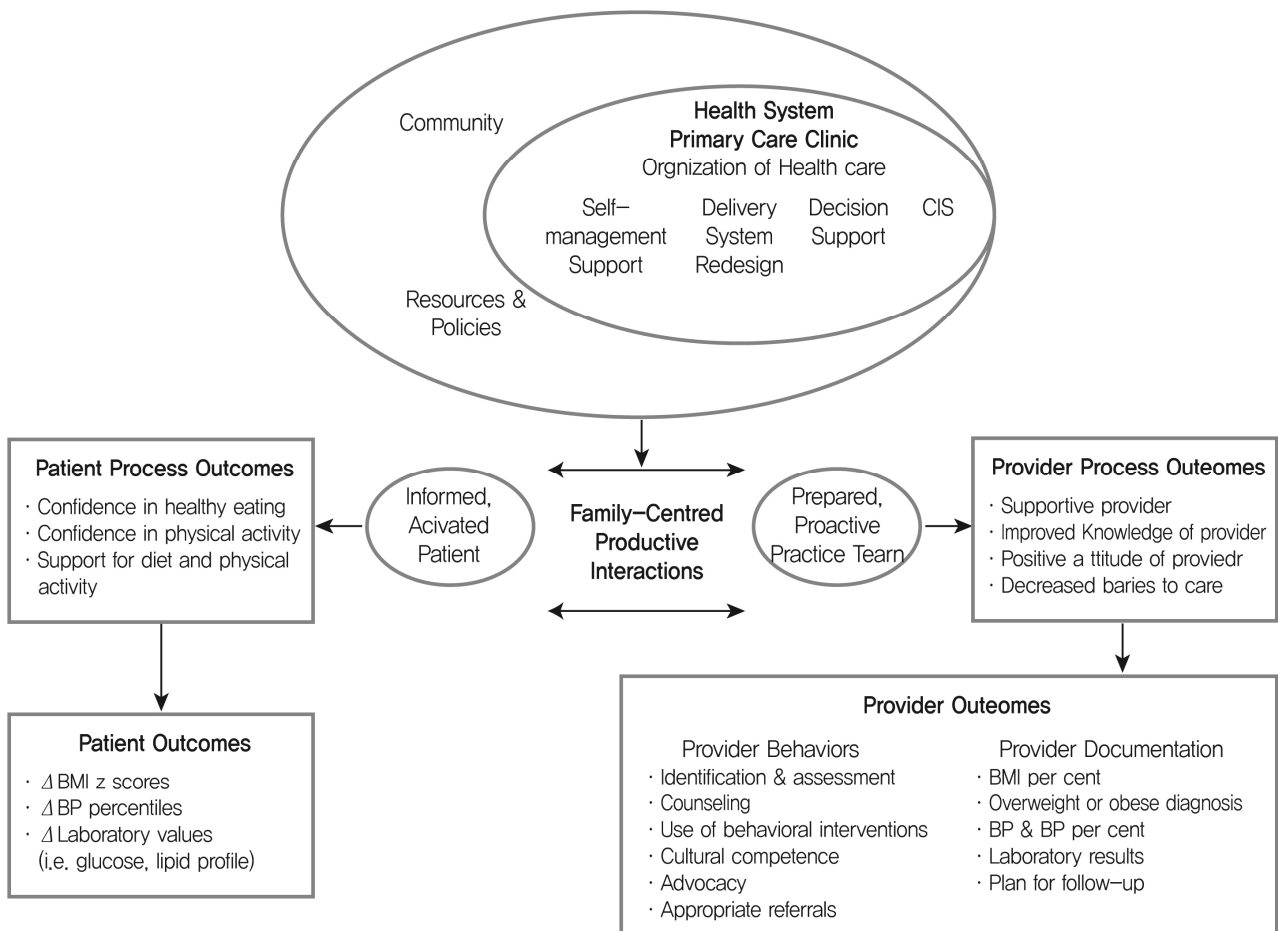 Community
Resources &
Policies
Health System
Primary Care Clinic
Orgnization of Health care
Self-
management
Support
Delivery
System
Redesign
Decision
Support
CIS
Patient Process Outcomes
· Confidence in healthy eating
· Confidence in physical activity
· Support for diet and physical
activity
Informed,
Acivated
Patient
Family-Centred
Productive
Interactions
Prepared,
Proactive
Practice Tearn
Provider Process Outeomes
· Supportive provider
· Improved Knowledge of provider
· Positive a ttitude of proviedr
· Decreased baries to care
Patient Outcomes
· Δ BMI z scores
· Δ BP percentiles
· Δ Laboratory values
(i.e. glucose, lipid profile)
Provider Outcomes
Provider Behaviors
· Identification & assessment
· Counseling
· Use of behavioral interventions
· Cultural competence
· Advocacy
· Appropriate referrals
Provider Documentation
· BMI per cent
· Overweight or obese diagnosis
· BP & BP per cent
· Laboratory results
· Plan for follow-up